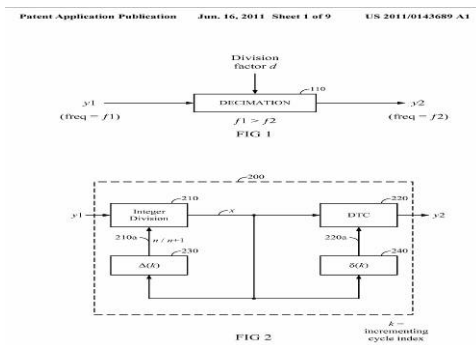 Patent Application Publication Jun. 16, 2011 Sheet 1 of 9 US 2011/0143689 A1
Division
factor d
110
y1 DECIMATION y2
(freq = f1) f1 > f2 (freq = f2)
FIG 1
200
210 220
y1 Integer Division x DTC y2
210a n / n+1 220a
230 240
Δ(k) δ(k)
k =
incrementing
cycle index
FIG 2